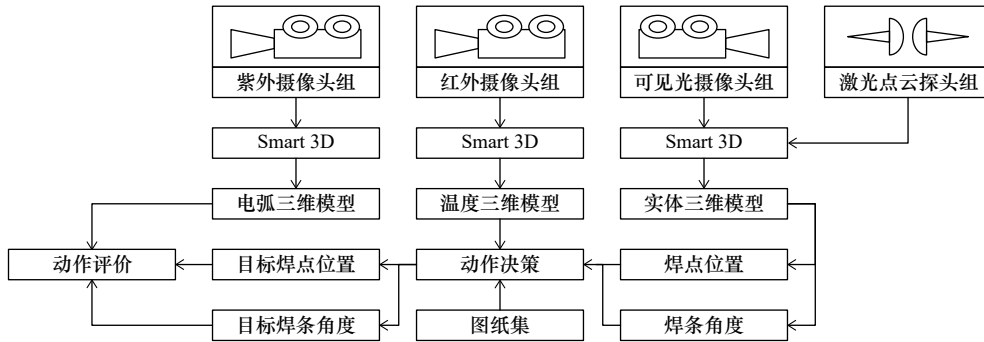 紫外摄像头组
红外摄像头组
可见光摄像头组
激光点云探头组
Smart 3D
Smart 3D
Smart 3D
电弧三维模型
温度三维模型
实体三维模型
动作评价
目标焊点位置
动作决策
焊点位置
目标焊条角度
图纸集
焊条角度